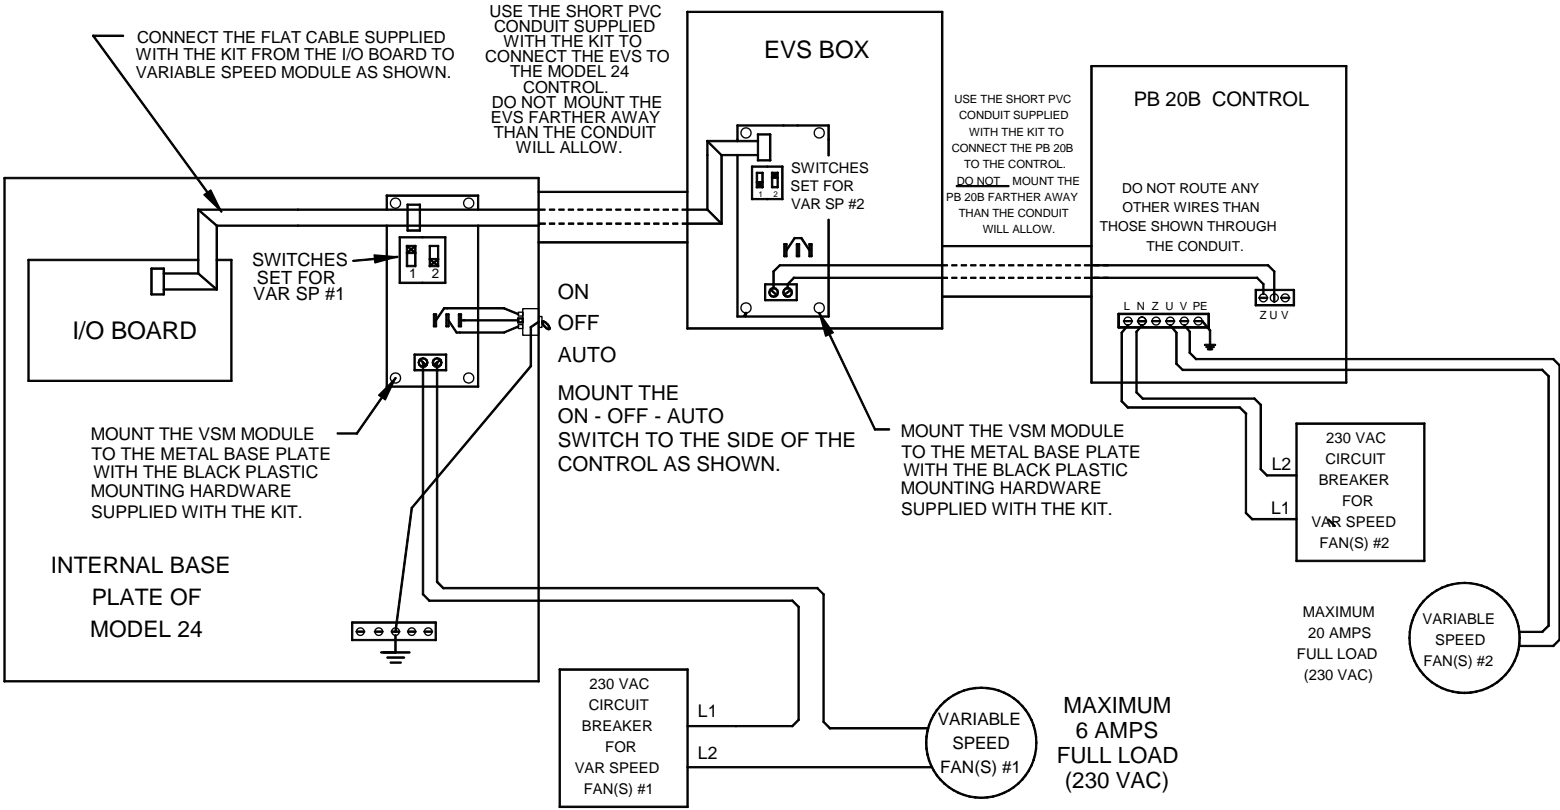 CONNECT THE FLAT CABLE SUPPLIED
WITH THE KIT FROM THE I/O BOARD TO
VARIABLE SPEED MODULE AS SHOWN.
USE THE SHORT PVC
CONDUIT SUPPLIED
WITH THE KIT TO
CONNECT THE EVS TO
THE MODEL 24
CONTROL.
DO NOT MOUNT THE
EVS FARTHER AWAY
THAN THE CONDUIT
WILL ALLOW.
EVS BOX
SWITCHES
SET FOR
VAR SP #2
1 2
USE THE SHORT PVC
CONDUIT SUPPLIED
WITH THE KIT TO
CONNECT THE PB 20B
TO THE CONTROL.
DO NOT MOUNT THE
PB 20B FARTHER AWAY
THAN THE CONDUIT
WILL ALLOW.
PB 20B CONTROL
DO NOT ROUTE ANY
OTHER WIRES THAN
THOSE SHOWN THROUGH
THE CONDUIT.
L N Z U V PE
Z U V
SWITCHES
SET FOR
VAR SP #1
1 2
I/O BOARD
ON
OFF
AUTO
MOUNT THE
ON - OFF - AUTO
SWITCH TO THE SIDE OF THE
CONTROL AS SHOWN.
MOUNT THE VSM MODULE
TO THE METAL BASE PLATE
WITH THE BLACK PLASTIC
MOUNTING HARDWARE
SUPPLIED WITH THE KIT.
MOUNT THE VSM MODULE
TO THE METAL BASE PLATE
WITH THE BLACK PLASTIC
MOUNTING HARDWARE
SUPPLIED WITH THE KIT.
L2
L1
230 VAC
CIRCUIT
BREAKER
FOR
VAR SPEED
FAN(S) #2
INTERNAL BASE
PLATE OF
MODEL 24
MAXIMUM
20 AMPS
FULL LOAD
(230 VAC)
VARIABLE
SPEED
FAN(S) #2
230 VAC
CIRCUIT
BREAKER
FOR
VAR SPEED
FAN(S) #1
L1
L2
VARIABLE
SPEED
FAN(S) #1
MAXIMUM
6 AMPS
FULL LOAD
(230 VAC)